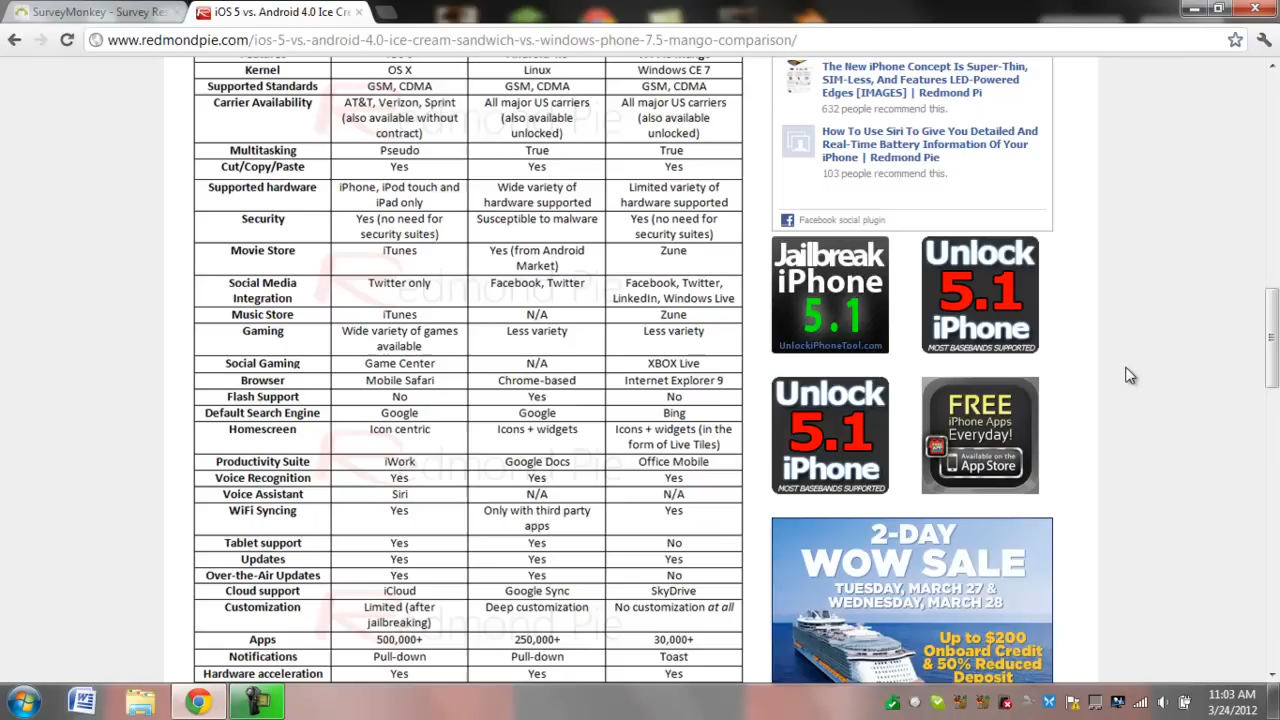 SurveyMonkey - Survey Res
iOS 5 vs. Android 4.0 Ice Cre
www.redmondpie.com/ios-5-vs.-android-4.0-ice-cream-sandwich-vs.-windows-phone-7.5-mango-comparison/
Kernel OS X Linux Windows CE 7
Supported Standards GSM, CDMA GSM, CDMA GSM, CDMA
Carrier Availability AT&T, Verizon, Sprint All major US carriers All major US carriers
(also available without (also available (also available
contract) unlocked) unlocked)
Multitasking Pseudo True True
Cut/Copy/Paste Yes Yes Yes
Supported hardware iPhone, iPod touch and Wide variety of Limited variety of
iPad only hardware supported hardware supported
Security Yes (no need for Susceptible to malware Yes (no need for
security suites) security suites)
Movie Store iTunes Yes (from Android Zune
Market)
Social Media Twitter only Facebook, Twitter Facebook, Twitter,
Integration LinkedIn, Windows Live
Music Store iTunes N/A Zune
Gaming Wide variety of games Less variety Less variety
available
Social Gaming Game Center N/A XBOX Live
Browser Mobile Safari Chrome-based Internet Explorer 9
Flash Support No Yes No
Default Search Engine Google Google Bing
Homescreen Icon centric Icons + widgets Icons + widgets (in the
form of Live Tiles)
Productivity Suite iWork Google Docs Office Mobile
Voice Recognition Yes Yes Yes
Voice Assistant Siri N/A N/A
WiFi Syncing Yes Only with third party Yes
apps
Tablet support Yes Yes No
Updates Yes Yes Yes
Over-the-Air Updates Yes Yes No
Cloud support iCloud Google Sync SkyDrive
Customization Limited (after Deep customization No customization at all
jailbreaking)
Apps 500,000+ 250,000+ 30,000+
Notifications Pull-down Pull-down Toast
Hardware acceleration Yes Yes Yes
Redmond Pie
Redmond Pie
Redmond Pie
Redmond Pie
The New iPhone Concept Is Super-Thin,
SIM-Less, And Features LED-Powered
Edges [IMAGES] | Redmond Pi
632 people recommend this.
How To Use Siri To Give You Detailed And
Real-Time Battery Information Of Your
iPhone | Redmond Pie
103 people recommend this.
Facebook social plugin
Jailbreak
iPhone
5.1
UnlockiPhoneTool.com
Unlock
5.1
iPhone
MOST BASEBANDS SUPPORTED
Unlock
5.1
iPhone
MOST BASEBANDS SUPPORTED
FREE
iPhone Apps
Everyday!
Available on the
App Store
2-DAY
WOW SALE
TUESDAY, MARCH 27 &
WEDNESDAY, MARCH 28
Up to $200
Onboard Credit
& 50% Reduced
Deposit
11:03 AM
3/24/2012